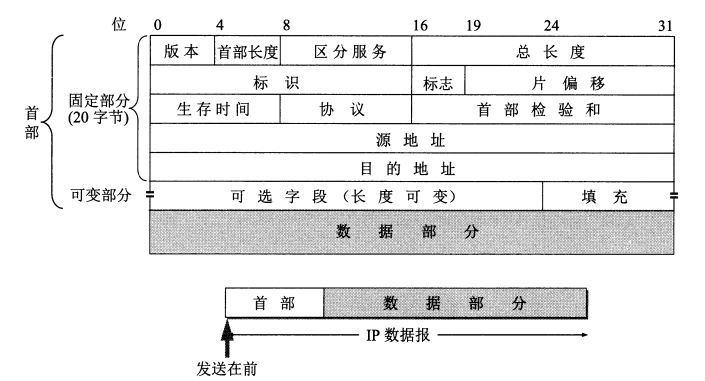 位 0 4 8 16 19 24 31
版本 首部长度 区分服务 总长度
标识 标志 片偏移
生存时间 协议 首部检验和
源地址
目的地址
可选字段（长度可变） 填充
数据部分
首部
固定部分
(20字节)
可变部分
首部 数据部分
IP 数据报
发送在前